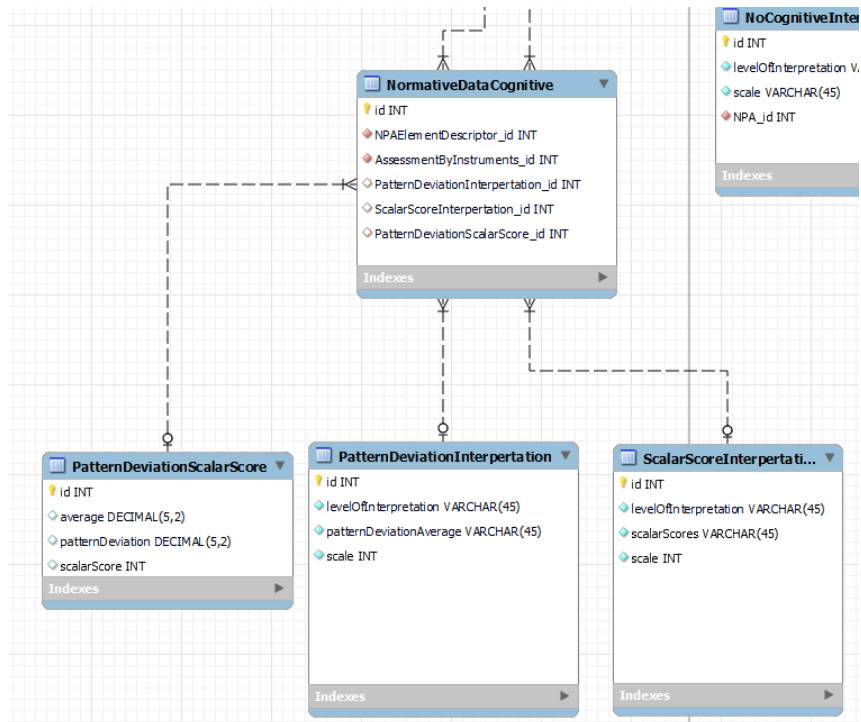 NormativeDataCognitive
id INT
NPAElementDescriptor_id INT
AssessmentByInstruments_id INT
PatternDeviationInterpertation_id INT
ScalarScoreInterpertation_id INT
PatternDeviationScalarScore_id INT
Indexes
NoCognitiveInter
id INT
levelOfInterpretation VA
scale VARCHAR(45)
NPA_id INT
Indexes
PatternDeviationScalarScore
id INT
average DECIMAL(5,2)
patternDeviation DECIMAL(5,2)
scalarScore INT
Indexes
PatternDeviationInterpertation
id INT
levelOfInterpretation VARCHAR(45)
patternDeviationAverage VARCHAR(45)
scale INT
Indexes
ScalarScoreInterpertati...
id INT
levelOfInterpretation VARCHAR(45)
scalarScores VARCHAR(45)
scale INT
Indexes